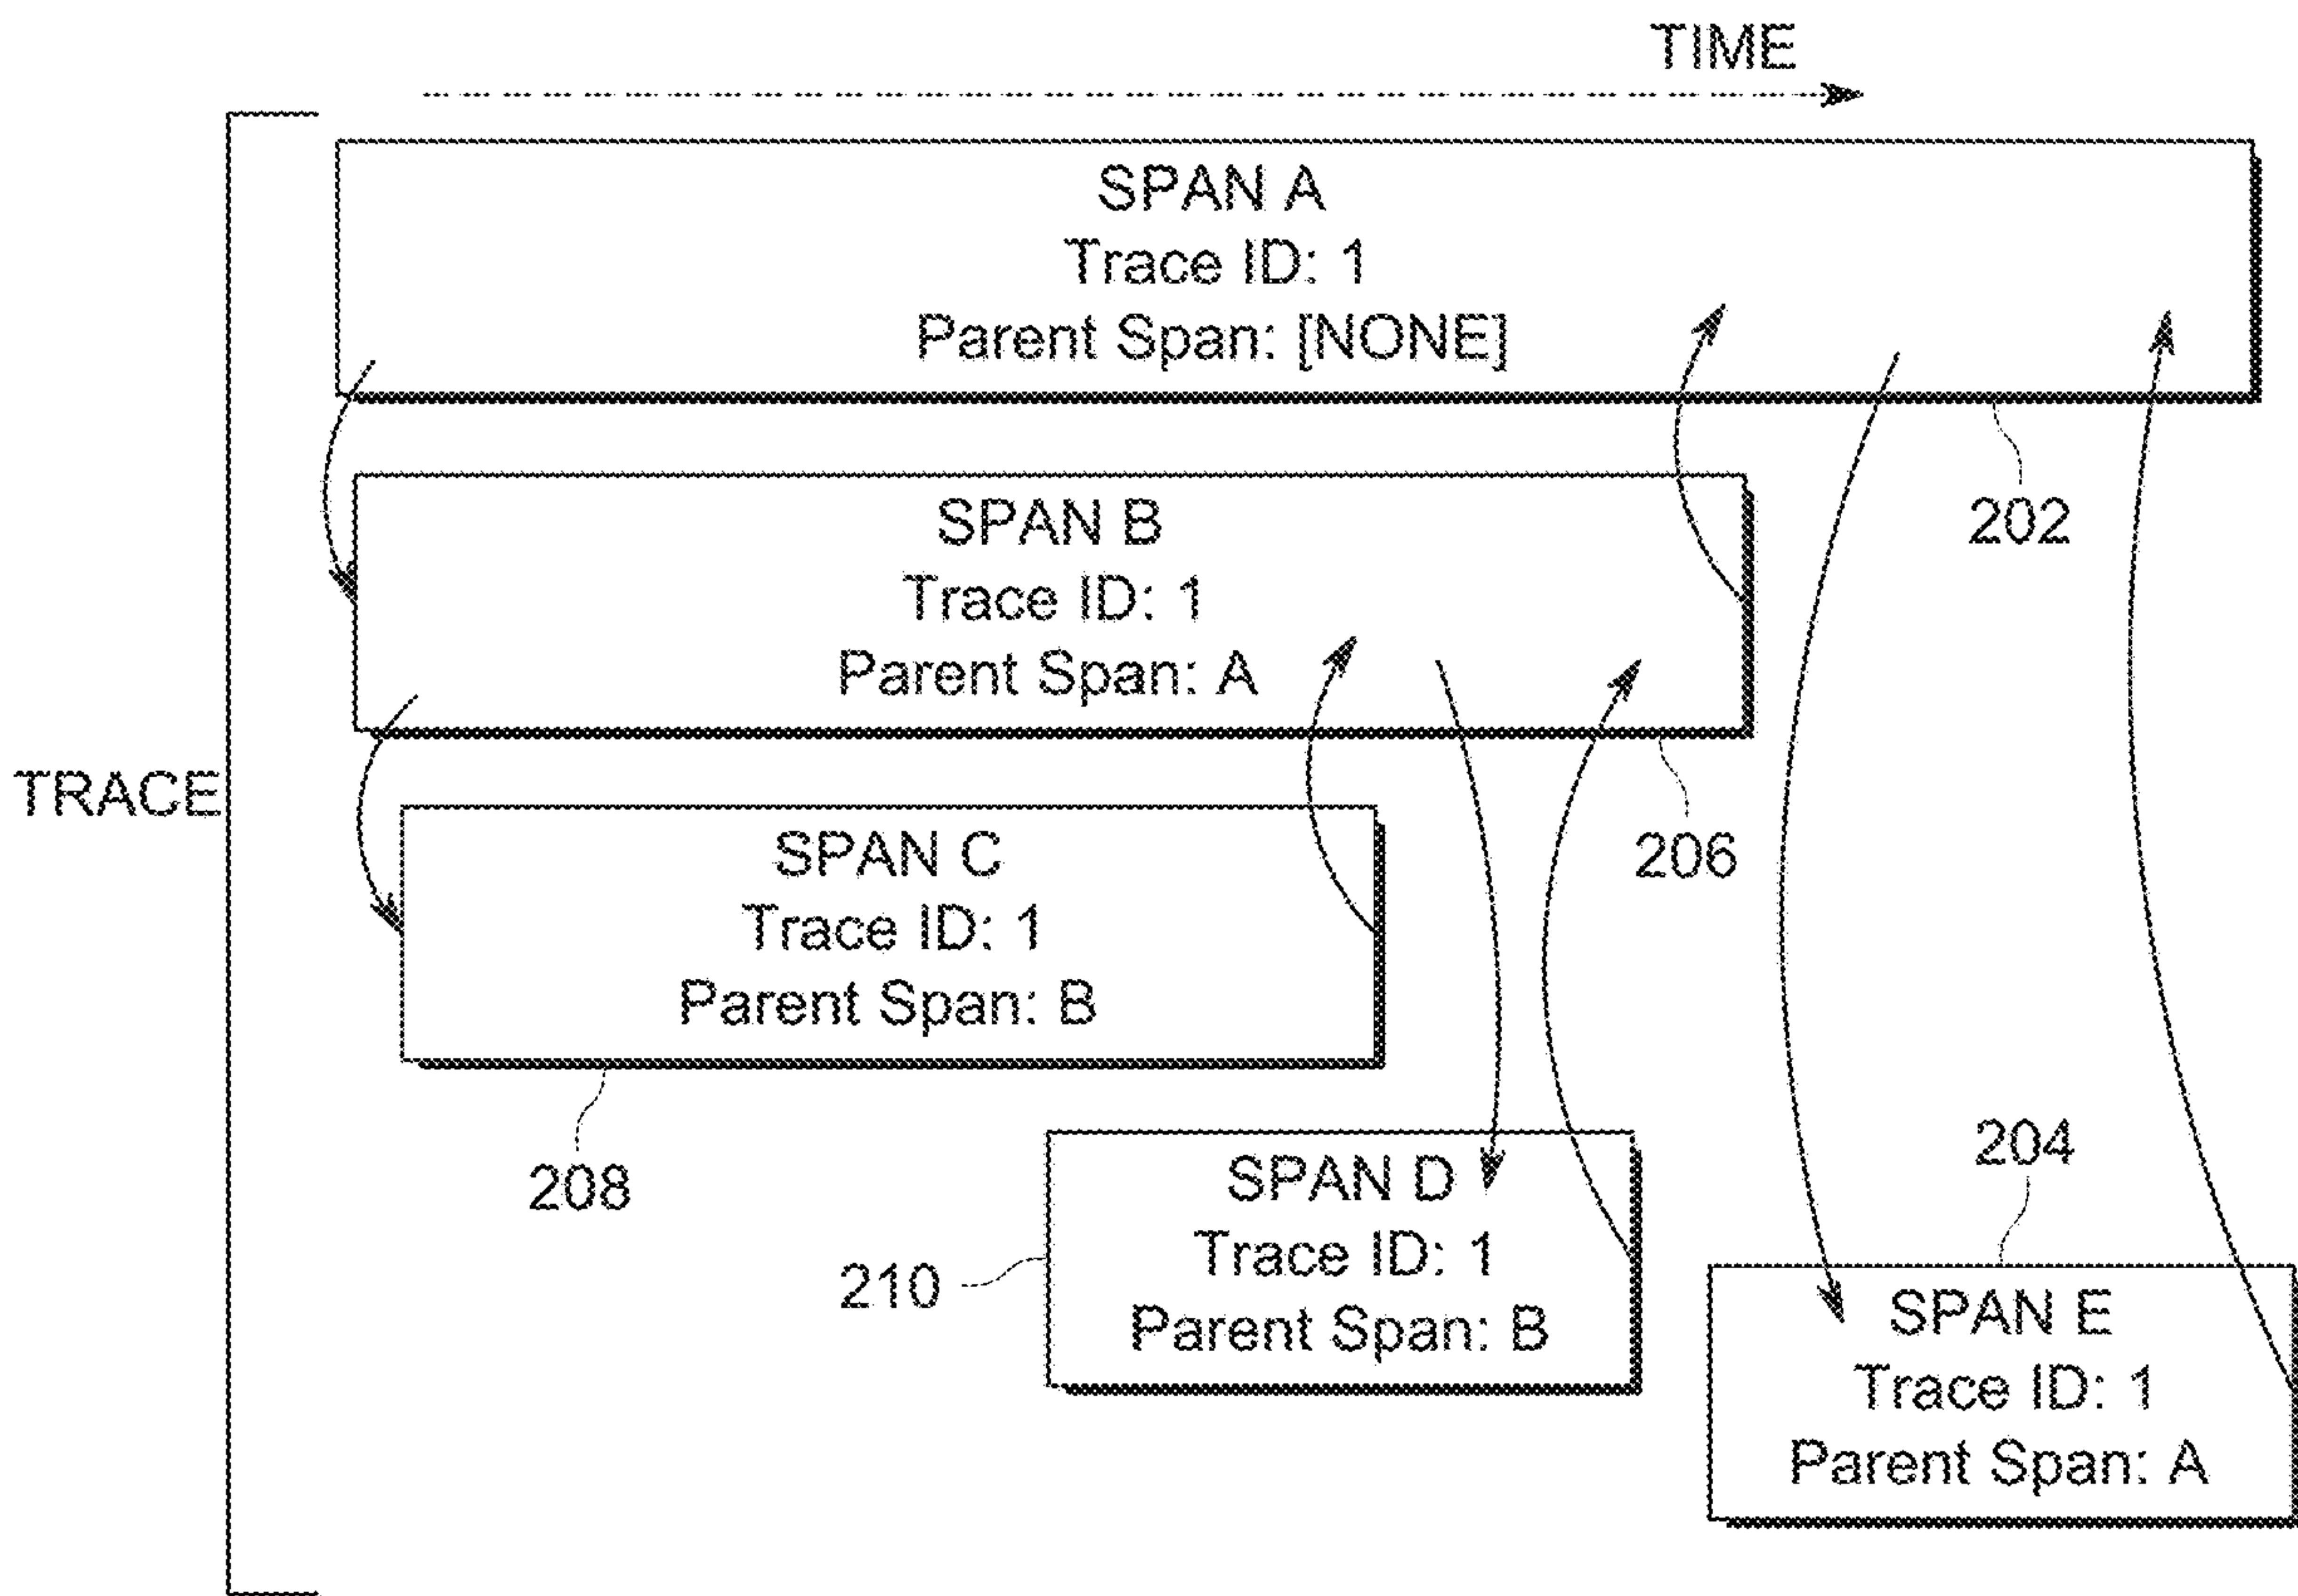 TIME
SPAN A
Trace ID: 1
Parent Span: [NONE]
202
SPAN B
Trace ID: 1
Parent Span: A
206
TRACE
SPAN C
Trace ID: 1
Parent Span: B
208
SPAN D
Trace ID: 1
Parent Span: B
210
204
SPAN E
Trace ID: 1
Parent Span: A